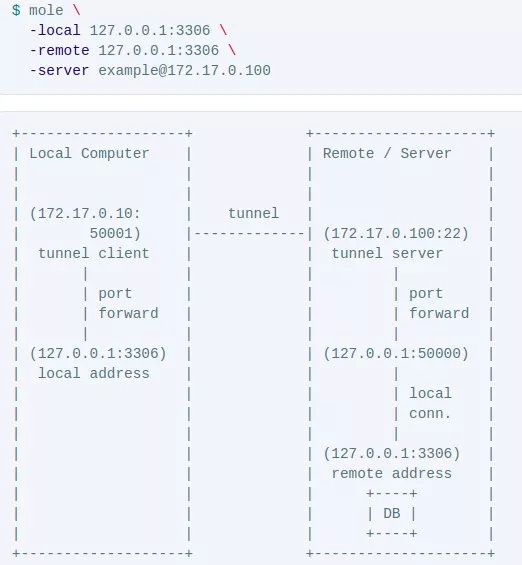 $ mole \
  -local 127.0.0.1:3306 \
  -remote 127.0.0.1:3306 \
  -server example@172.17.0.100
+-------------------+             +--------------------+
| Local Computer    |             | Remote / Server    |
|                   |             |                    |
|                   |             |                    |
| (172.17.0.10:     |    tunnel   |                    |
|        50001)     |-------------| (172.17.0.100:22)  |
|  tunnel client    |             |  tunnel server     |
|       |           |             |         |          |
|       | port      |             |         | port     |
|       | forward   |             |         | forward  |
|       |           |             |         |          |
| (127.0.0.1:3306)  |             | (127.0.0.1:50000)  |
|  local address    |             |         |          |
|                   |             |         | local    |
|                   |             |         | conn.    |
|                   |             |         |          |
|                   |             | (127.0.0.1:3306)   |
|                   |             |  remote address    |
|                   |             |      +----+        |
|                   |             |      | DB |        |
|                   |             |      +----+        |
+-------------------+             +--------------------+